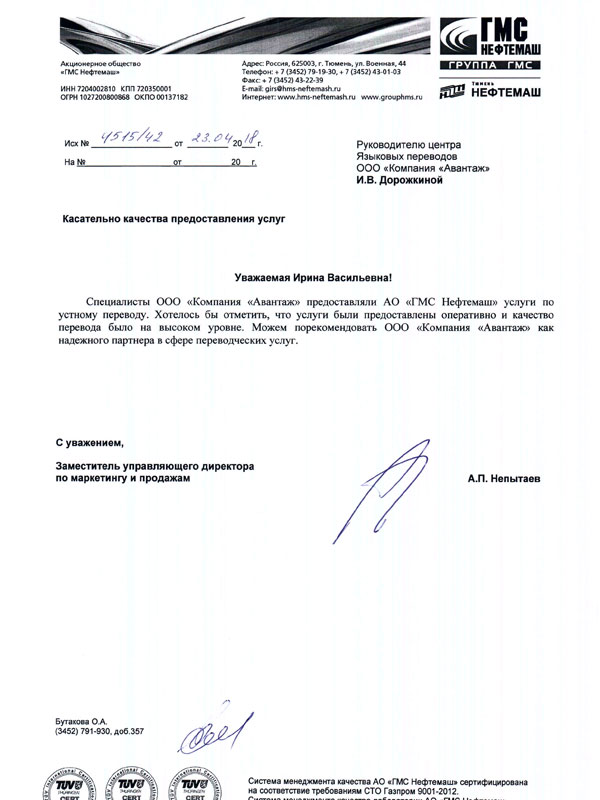 ГМС
НЕФТЕМАШ
ГРУППА ГМС
ТЮМЕНЬ
НЕФТЕМАШ
Акционерное общество
«ГМС Нефтемаш»
ИНН 7204002810 КПП 720350001
ОГРН 1027200800868 ОКПО 00137182
Адрес: Россия, 625003, г. Тюмень, ул. Военная, 44
Телефон: + 7 (3452) 79-19-30, + 7 (3452) 43-01-03
Факс: + 7 (3452) 43-22-39
E-mail: girs@hms-neftemash.ru
Интернет: www.hms-neftemash.ru www.grouphms.ru
Исх № 4515/42 от 23.04 2018 г.
На № от 20 г.
Руководителю центра
Языковых переводов
ООО «Компания «Авантаж»
И.В. Дорожкиной
Касательно качества предоставления услуг
Уважаемая Ирина Васильевна!
Специалисты ООО «Компания «Авантаж» предоставляли АО «ГМС Нефтемаш» услуги по
устному переводу. Хотелось бы отметить, что услуги были предоставлены оперативно и качество
перевода было на высоком уровне. Можем порекомендовать ООО «Компания «Авантаж» как
надежного партнера в сфере переводческих услуг.
С уважением,
Заместитель управляющего директора
по маркетингу и продажам
А.П. Непытаев
Бутакова О.А.
(3452) 791-930, доб.357
TUV
THURINGEN
CERT
TUV
THURINGEN
CERT
TUV
THURINGEN
CERT
Система менеджмента качества АО «ГМС Нефтемаш» сертифицирована
на соответствие требованиям СТО Газпром 9001-2012.